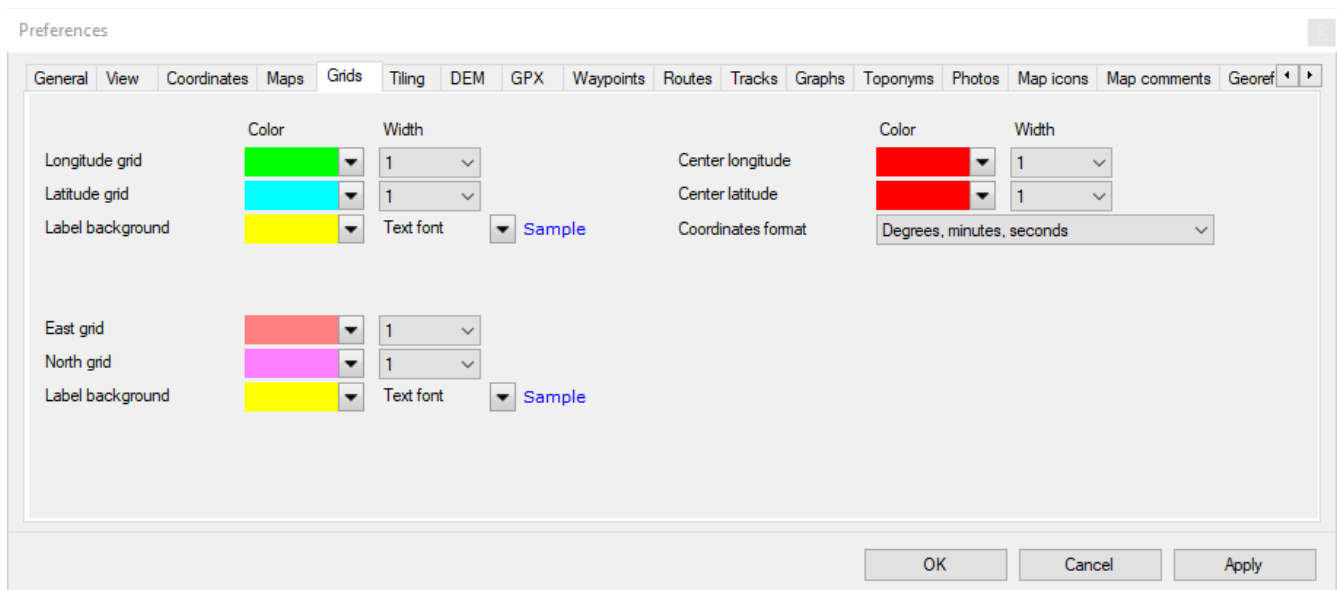 Preferences
x
General View Coordinates Maps Grids Tiling DEM GPX Waypoints Routes Tracks Graphs Toponyms Photos Map icons Map comments Georef
Color Width Color Width
Longitude grid 1 Center longitude 1
Latitude grid 1 Center latitude 1
Label background Text font Sample Coordinates format Degrees, minutes, seconds
East grid 1
North grid 1
Label background Text font Sample
OK Cancel Apply